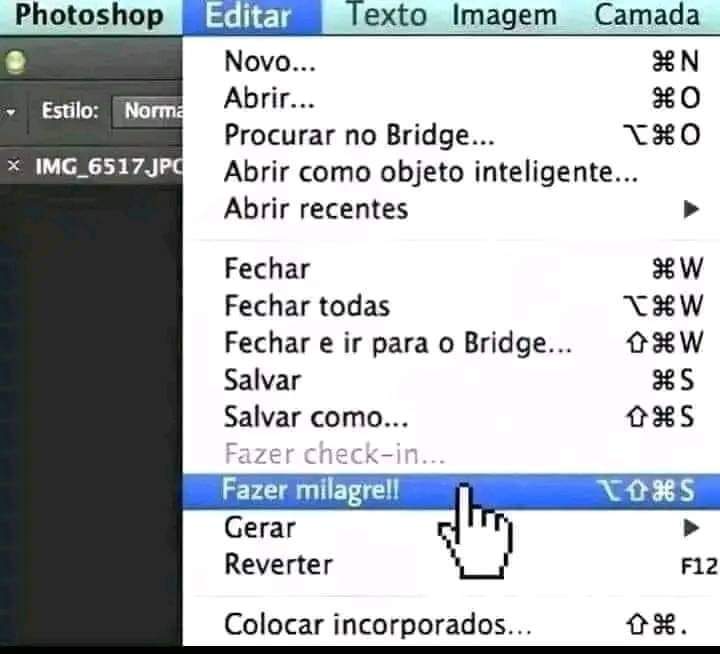 Photoshop Editar Texto Imagem Camada
Novo... ⌘N
Abrir... ⌘O
Estilo: Norma
Procurar no Bridge... ⌥⌘O
× IMG_6517.JPG
Abrir como objeto inteligente...
Abrir recentes ▶
Fechar ⌘W
Fechar todas ⌥⌘W
Fechar e ir para o Bridge... ⇧⌘W
Salvar ⌘S
Salvar como... ⇧⌘S
Fazer check-in...
Fazer milagre!! ⌥⇧⌘S
Gerar ▶
Reverter F12
Colocar incorporados... ⇧⌘.